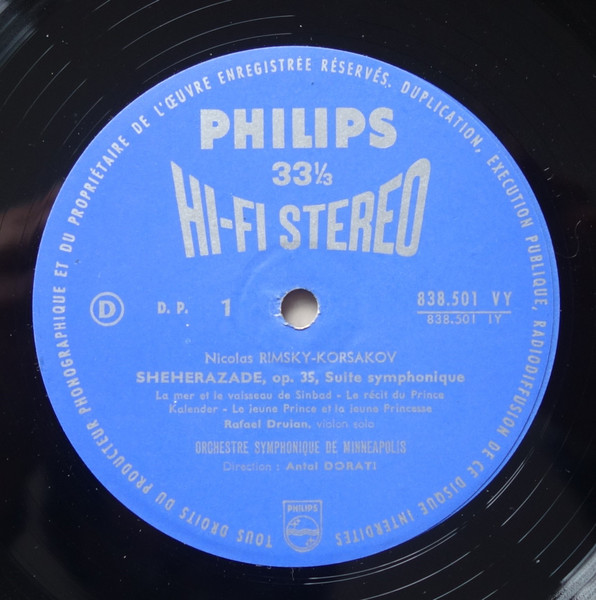 TOUS DROITS DU PRODUCTEUR PHONOGRAPHIQUE ET DU PROPRIÉTAIRE DE L'ŒUVRE ENREGISTRÉE RÉSERVÉS. DUPLICATION, EXECUTION PUBLIQUE, RADIODIFFUSION DE CE DISQUE INTERDITES
PHILIPS
33⅓
HI-FI STEREO
D D. P. 1 838.501 VY
838.501 1Y
Nicolas RIMSKY-KORSAKOV
SHEHERAZADE, op. 35, Suite symphonique
La mer et le vaisseau de Sinbad - Le récit du Prince
Kalender - Le jeune Prince et la jeune Princesse
Rafael Druian, violon solo
ORCHESTRE SYMPHONIQUE DE MINNEAPOLIS
Direction : Antal DORATI
PHILIPS